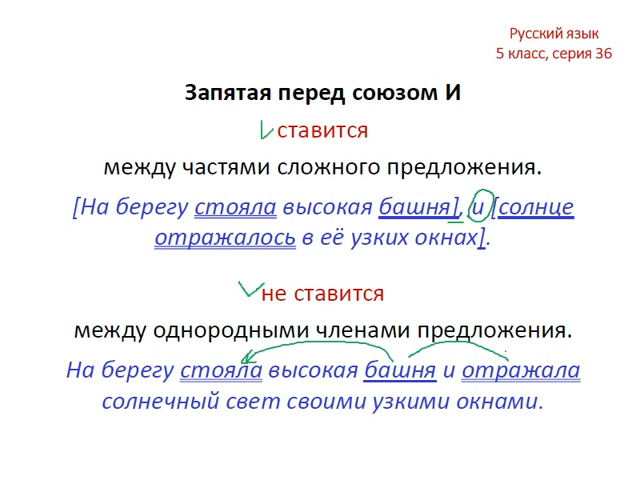 Русский язык
5 класс, серия 36
Запятая перед союзом И
ставится
между частями сложного предложения.
[На берегу стояла высокая башня], и [солнце
отражалось в её узких окнах].
не ставится
между однородными членами предложения.
На берегу стояла высокая башня и отражала
солнечный свет своими узкими окнами.